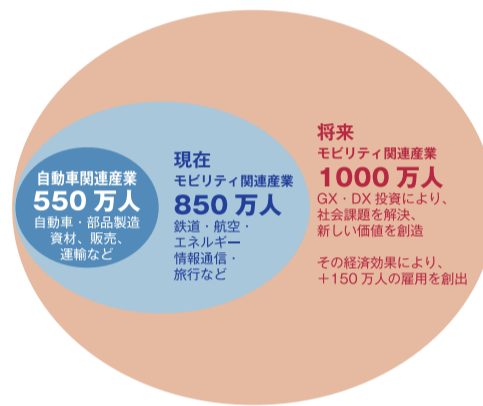 自動車関連産業
550 万人
自動車・部品製造
資材、販売、
運輸など
現在
モビリティ関連産業
850 万人
鉄道・航空・
エネルギー
情報通信・
旅行など
将来
モビリティ関連産業
1000 万人
GX・DX 投資により、
社会課題を解決、
新しい価値を創造
その経済効果により、
＋150 万人の雇用を創出